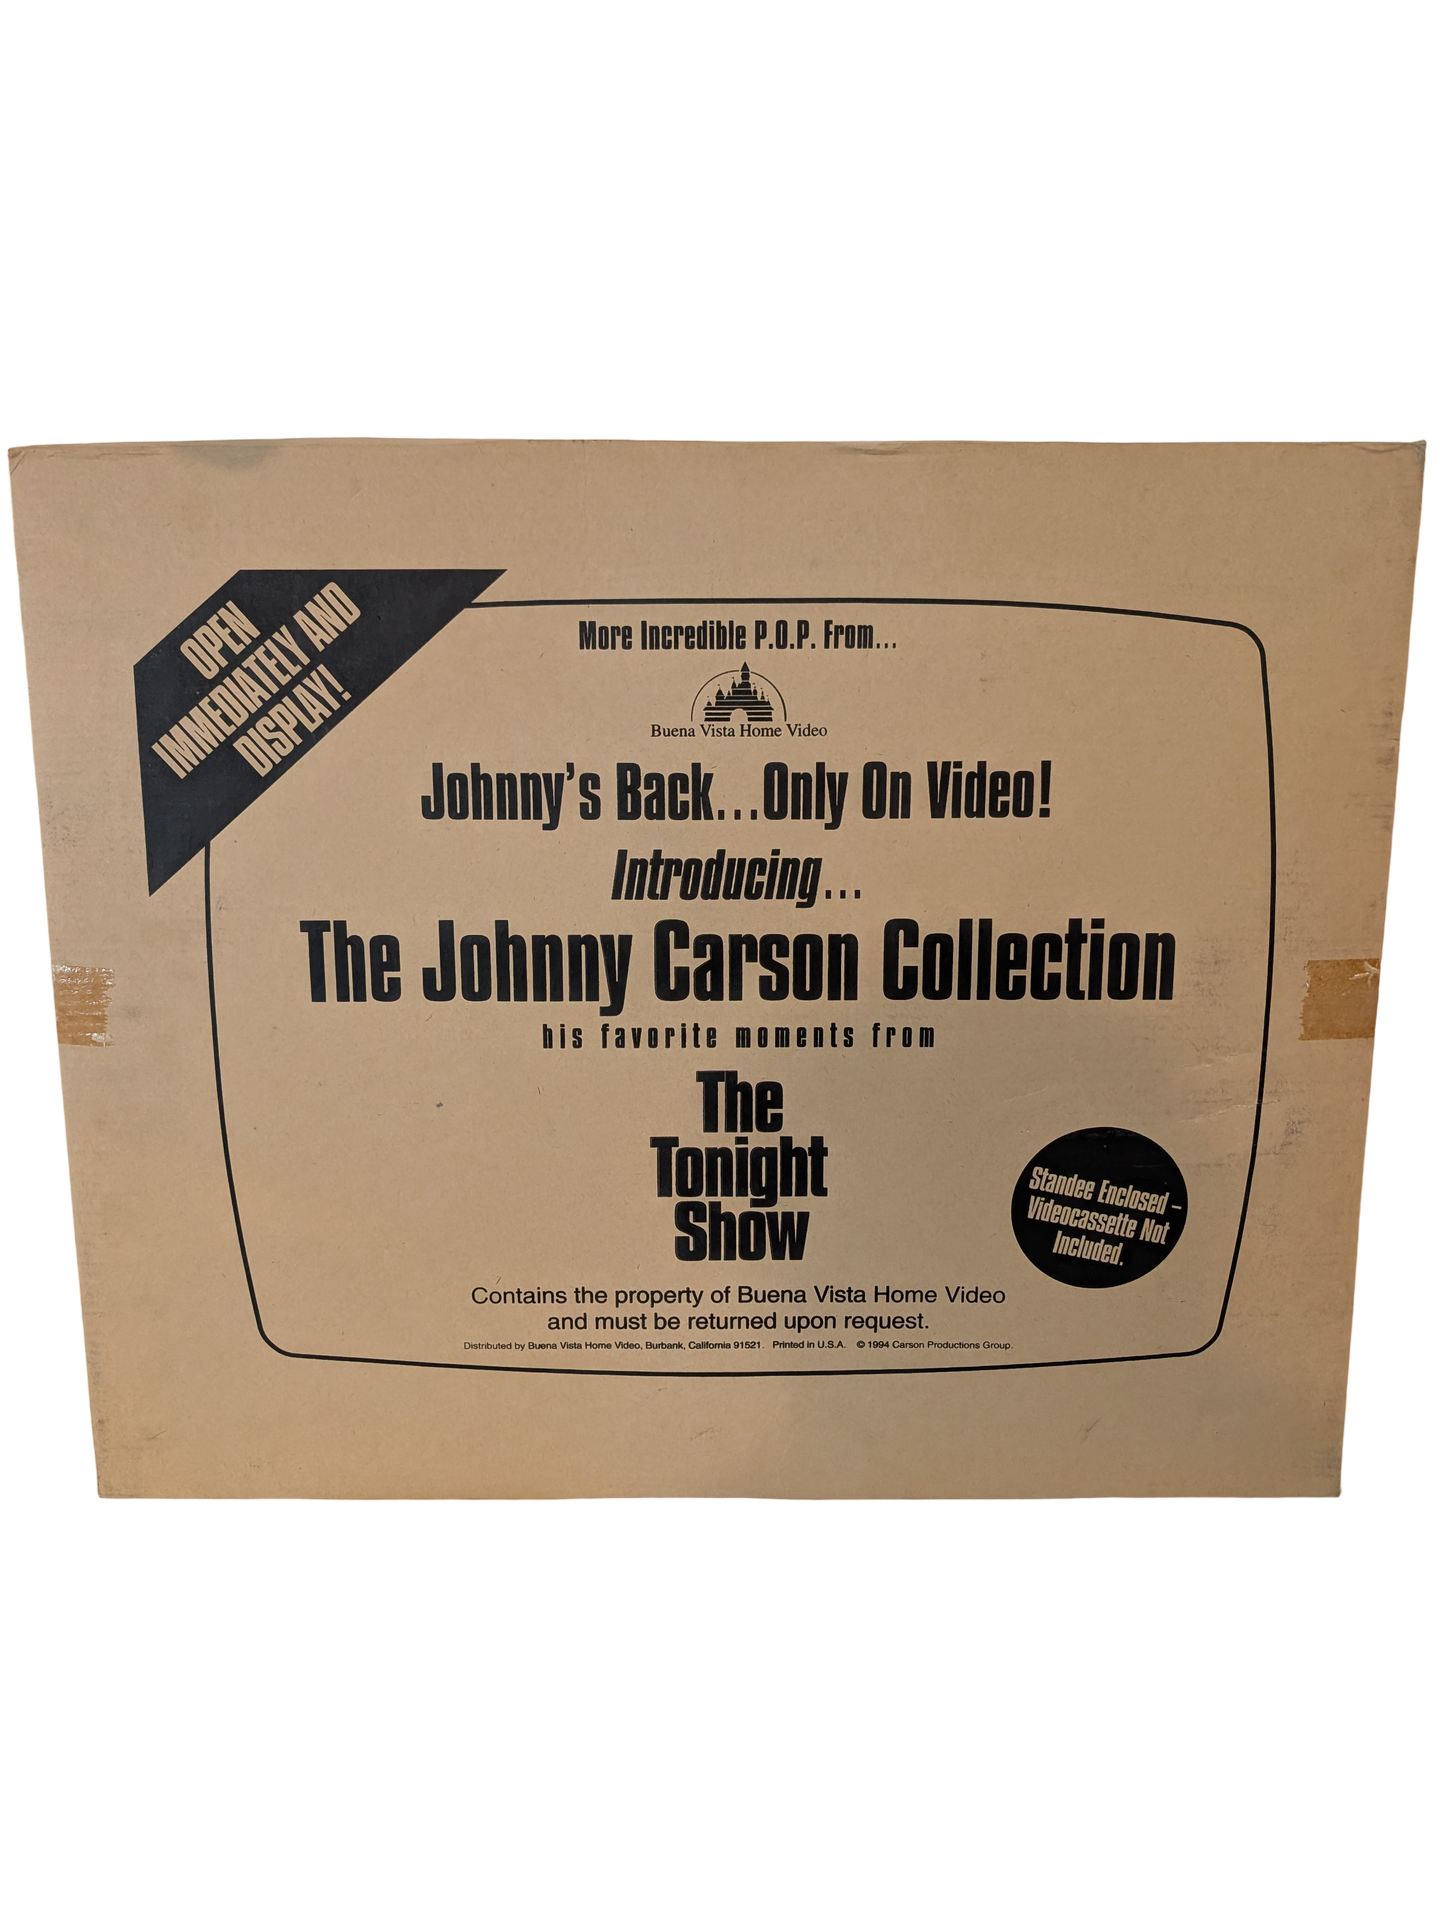 OPEN
IMMEDIATELY AND
DISPLAY!
More Incredible P.O.P. From...
Buena Vista Home Video
Johnny's Back...Only On Video!
Introducing...
The Johnny Carson Collection
his favorite moments from
The
Tonight
Show
Standee Enclosed –
Videocassette Not
Included.
Contains the property of Buena Vista Home Video
and must be returned upon request.
Distributed by Buena Vista Home Video, Burbank, California 91521. Printed in U.S.A. © 1994 Carson Productions Group.